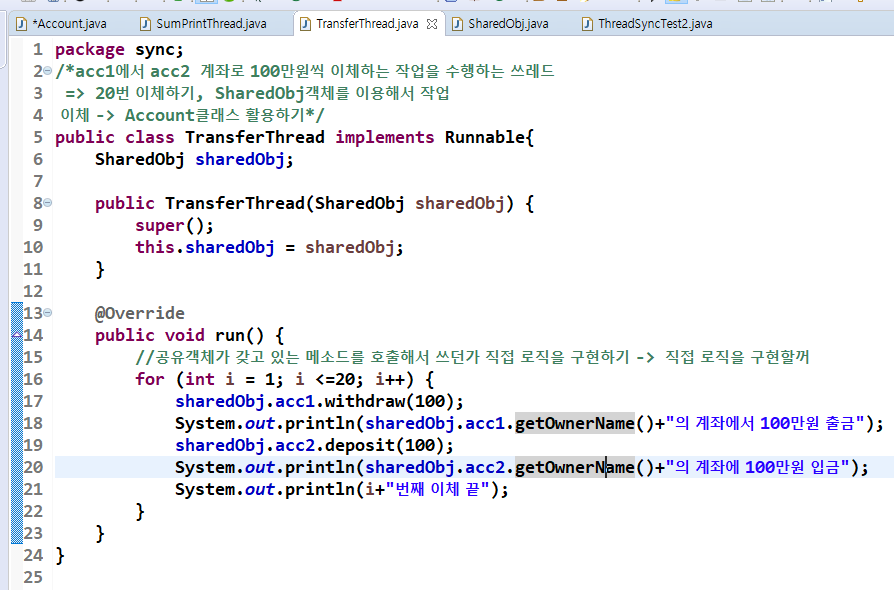 *Account.java SumPrintThread.java TransferThread.java SharedObj.java ThreadSyncTest2.java
1 package sync;
2 /*acc1에서 acc2 계좌로 100만원씩 이체하는 작업을 수행하는 쓰레드
3 => 20번 이체하기, SharedObj객체를 이용해서 작업
4 이체 -> Account클래스 활용하기*/
5 public class TransferThread implements Runnable{
6 SharedObj sharedObj;
7
8 public TransferThread(SharedObj sharedObj) {
9 super();
10 this.sharedObj = sharedObj;
11 }
12
13 @Override
14 public void run() {
15 //공유객체가 갖고 있는 메소드를 호출해서 쓰던가 직접 로직을 구현하기 -> 직접 로직을 구현할꺼
16 for (int i = 1; i <=20; i++) {
17 sharedObj.acc1.withdraw(100);
18 System.out.println(sharedObj.acc1.getOwnerName()+"의 계좌에서 100만원 출금");
19 sharedObj.acc2.deposit(100);
20 System.out.println(sharedObj.acc2.getOwnerName()+"의 계좌에 100만원 입금");
21 System.out.println(i+"번째 이체 끝");
22 }
23 }
24 }
25